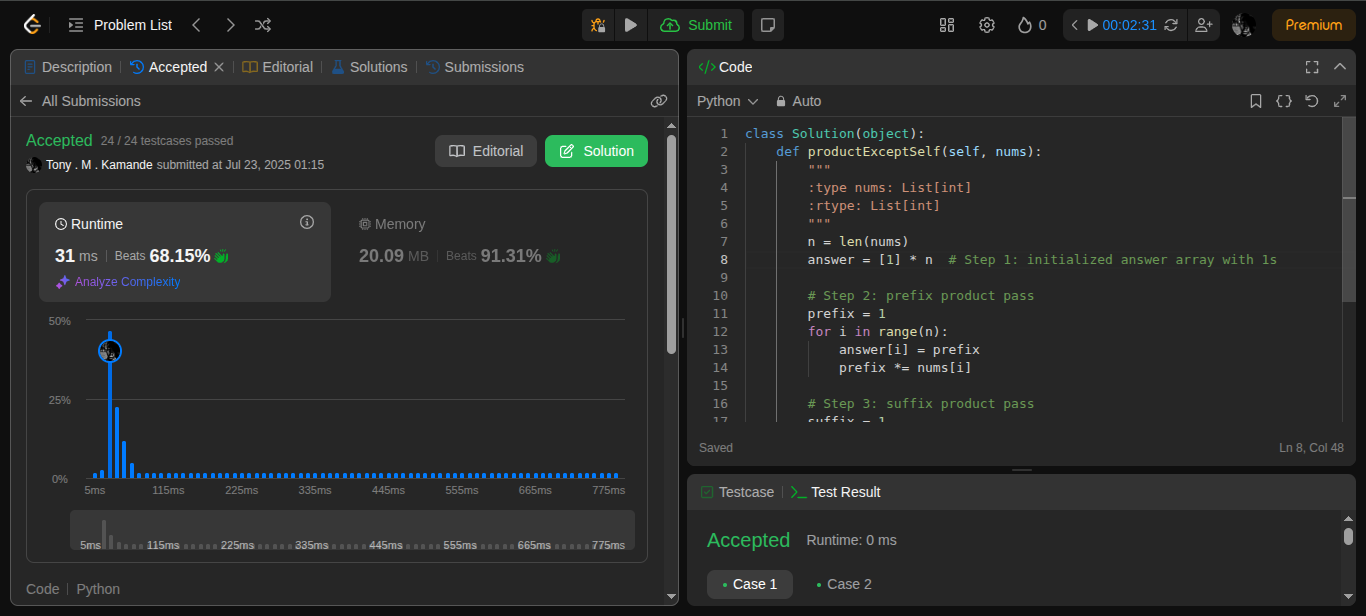 Problem List
Submit
0
00:02:31
Premium
Description
Accepted
Editorial
Solutions
Submissions
All Submissions
Accepted 24 / 24 testcases passed
Tony . M . Kamande submitted at Jul 23, 2025 01:15
Editorial
Solution
Runtime
31 ms | Beats 68.15%
Analyze Complexity
Memory
20.09 MB | Beats 91.31%
50%
25%
0%
5ms 115ms 225ms 335ms 445ms 555ms 665ms 775ms
5ms 115ms 225ms 335ms 445ms 555ms 665ms 775ms
Code | Python
</> Code
Python
Auto
1 class Solution(object):
2 def productExceptSelf(self, nums):
3 """
4 :type nums: List[int]
5 :rtype: List[int]
6 """
7 n = len(nums)
8 answer = [1] * n # Step 1: initialized answer array with 1s
9
10 # Step 2: prefix product pass
11 prefix = 1
12 for i in range(n):
13 answer[i] = prefix
14 prefix *= nums[i]
15
16 # Step 3: suffix product pass
17 suffix = 1
Saved
Ln 8, Col 48
Testcase
Test Result
Accepted Runtime: 0 ms
Case 1
Case 2